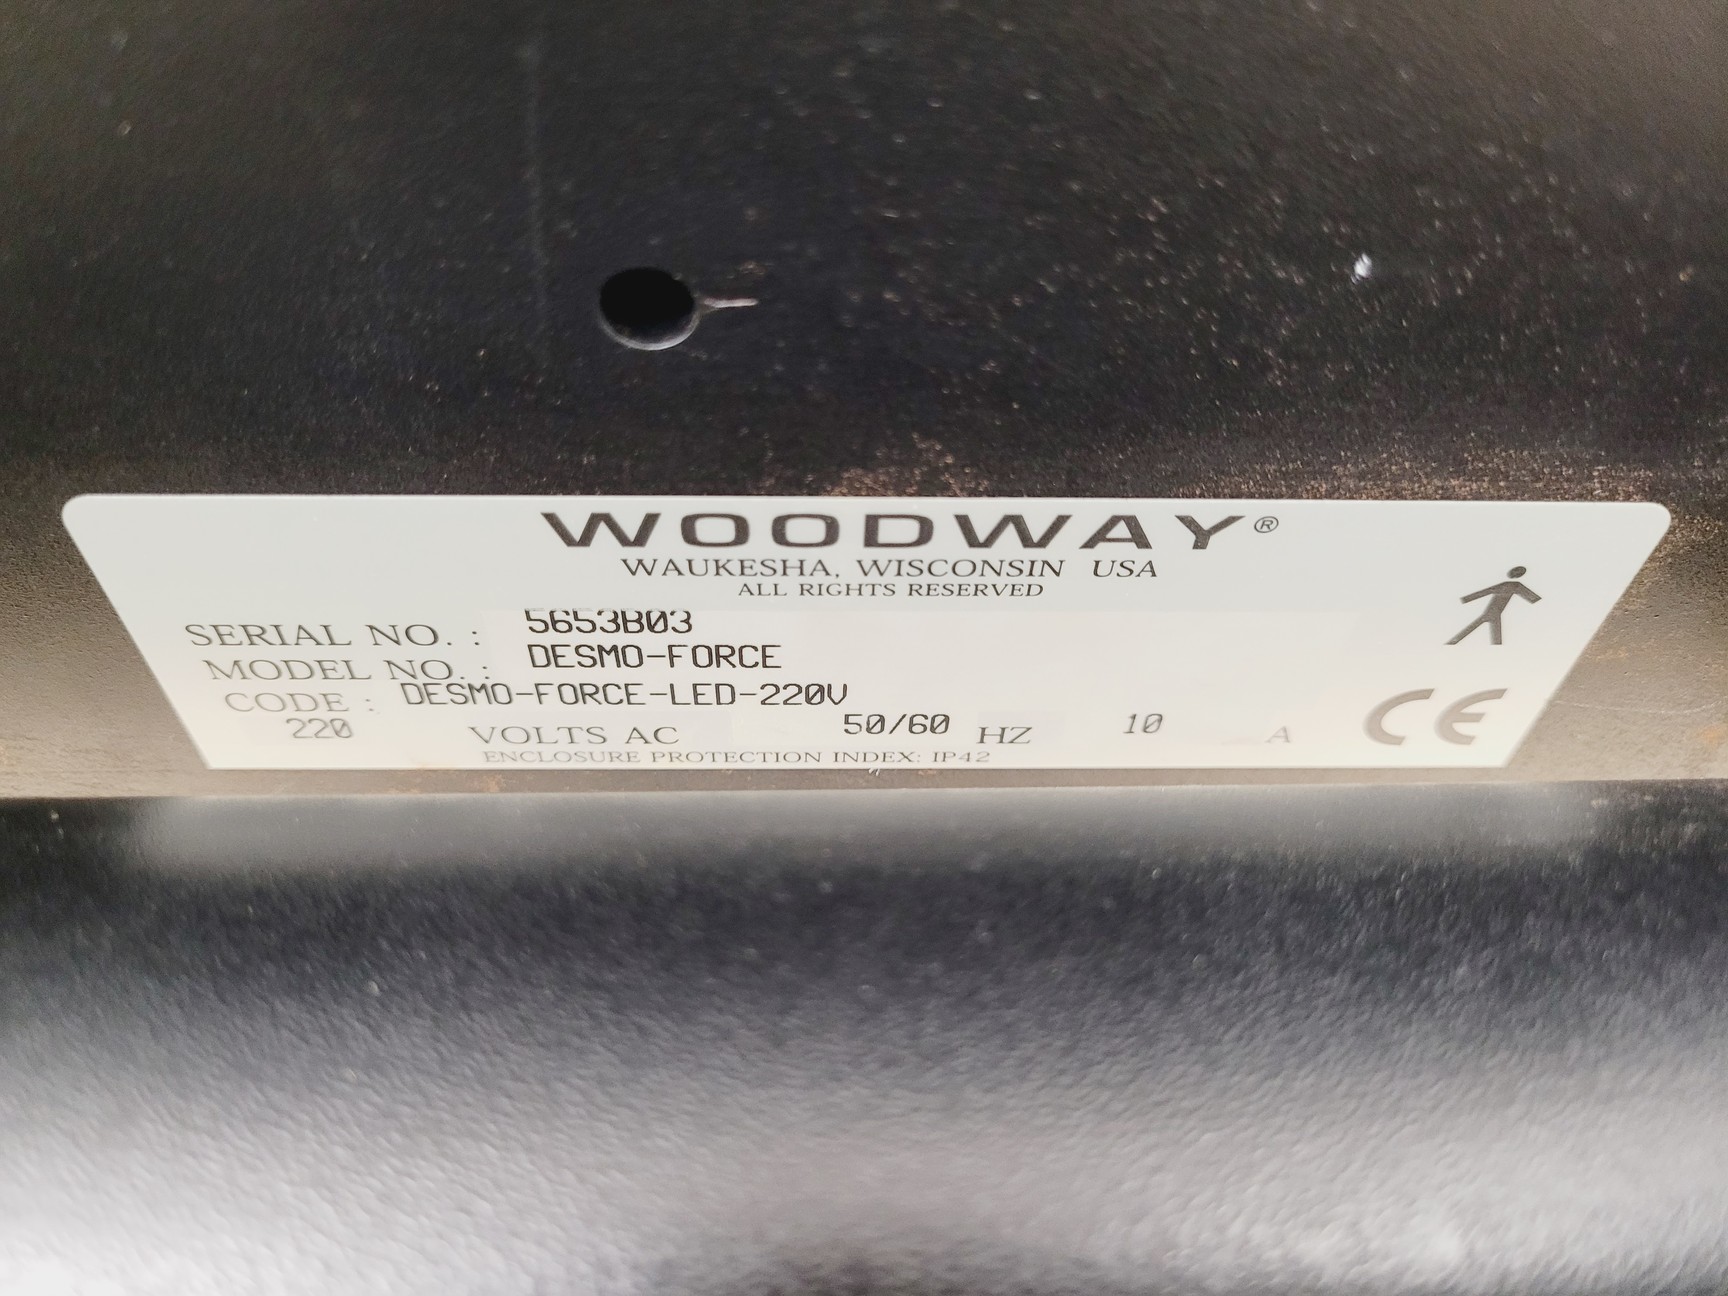 WOODWAY®
WAUKESHA, WISCONSIN USA
ALL RIGHTS RESERVED
SERIAL NO. : 5653B03
MODEL NO. : DESMO-FORCE
CODE : DESMO-FORCE-LED-220V
220 VOLTS AC 50/60 HZ 10 A
ENCLOSURE PROTECTION INDEX: IP42
CE